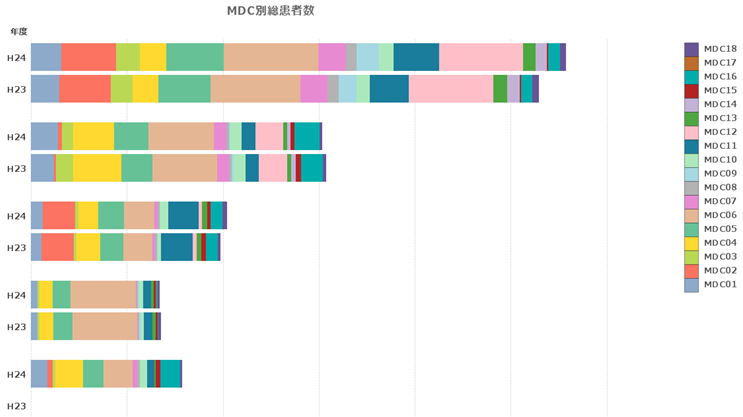 MDC別総患者数
年度
H24
H23
H24
H23
H24
H23
H24
H23
H24
H23
MDC18
MDC17
MDC16
MDC15
MDC14
MDC13
MDC12
MDC11
MDC10
MDC09
MDC08
MDC07
MDC06
MDC05
MDC04
MDC03
MDC02
MDC01